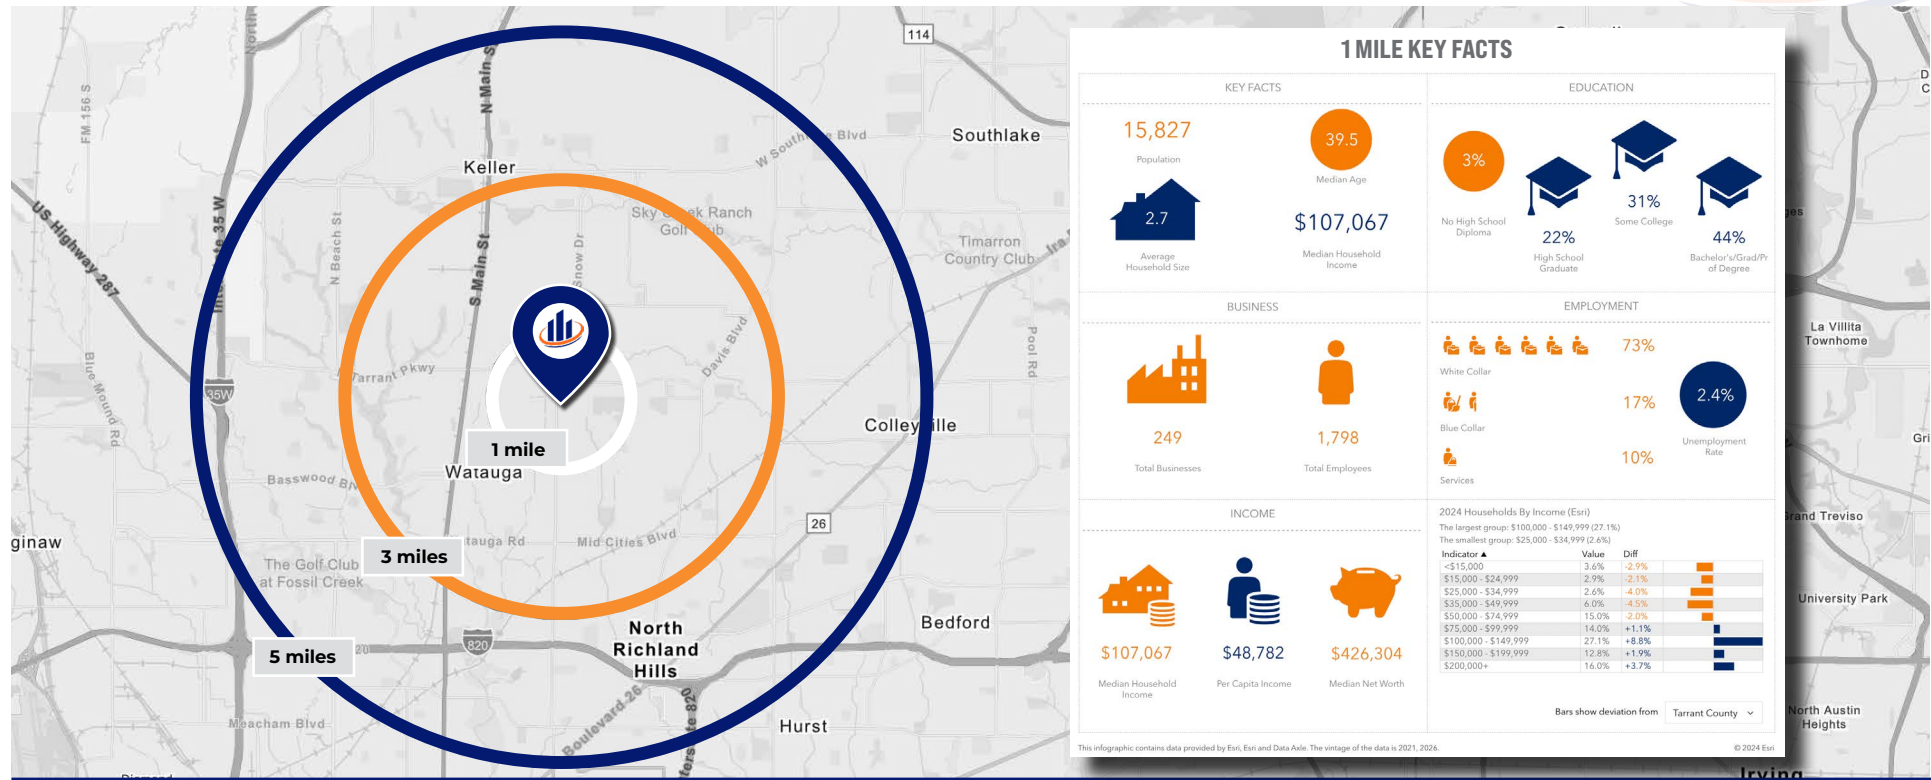 114
Southlake
W Southlake Blvd
N Main St
FM-156 S
Keller
US Highway 287
Interstate 35 W
N Beach St
Sky Creek Ranch
Golf Club
Snow Dr
Timarron
Country Club
S Main St
Davis Blvd
Pool Rd
Tarrant Pkwy
Blue Mound Rd
35W
Colleyville
1 mile
Watauga
Basswood Blv
26
ginaw
3 miles
tauga Rd
Mid Cities Blvd
The Golf Club
at Fossil Creek
Bedford
North
Richland
Hills
820
5 miles
20
Meacham Blvd
Boulevard 26
terstate 820
Hurst
1 MILE KEY FACTS
KEY FACTS
15,827
Population
39.5
Median Age
2.7
Average
Household Size
$107,067
Median Household
Income
EDUCATION
3%
No High School
Diploma
22%
High School
Graduate
31%
Some College
44%
Bachelor's/Grad/Pr
of Degree
BUSINESS
249
Total Businesses
1,798
Total Employees
EMPLOYMENT
73%
White Collar
17%
Blue Collar
10%
Services
2.4%
Unemployment
Rate
INCOME
$107,067
Median Household
Income
$48,782
Per Capita Income
$426,304
Median Net Worth
2024 Households By Income (Esri)
The largest group: $100,000 - $149,999 (27.1%)
The smallest group: $25,000 - $34,999 (2.6%)
Indicator ▲ Value Diff
<$15,000 3.6% -2.9%
$15,000 - $24,999 2.9% -2.1%
$25,000 - $34,999 2.6% -4.0%
$35,000 - $49,999 6.0% -4.5%
$50,000 - $74,999 15.0% -2.0%
$75,000 - $99,999 14.0% +1.1%
$100,000 - $149,999 27.1% +8.8%
$150,000 - $199,999 12.8% +1.9%
$200,000+ 16.0% +3.7%
Bars show deviation from Tarrant County
This infographic contains data provided by Esri, Esri and Data Axle. The vintage of the data is 2021, 2026.
© 2024 Esri
La Villita
Townhome
Gri
Grand Treviso
University Park
North Austin
Heights
Irving